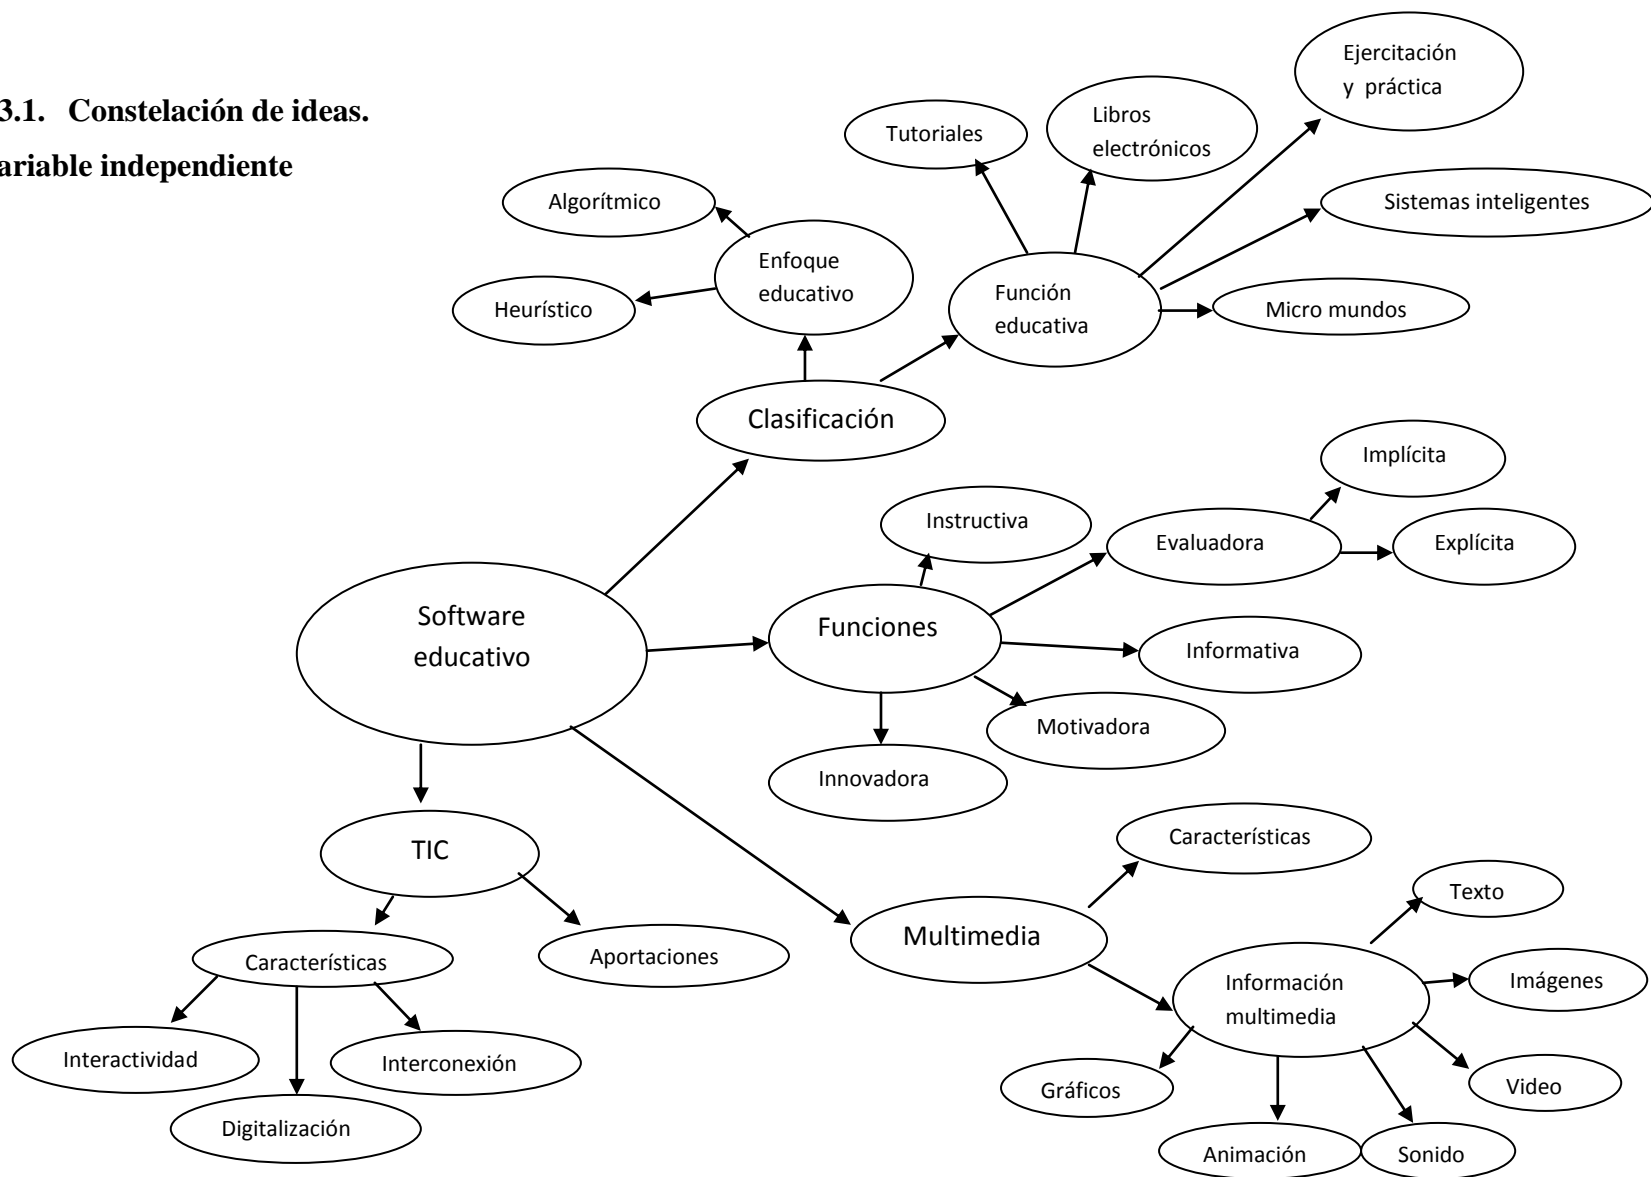 3.1. Constelación de ideas.
ariable independiente
Ejercitación
y práctica
Tutoriales
Libros
electrónicos
Algorítmico
Sistemas inteligentes
Enfoque
educativo
Heurístico
Función
educativa
Micro mundos
Clasificación
Implícita
Instructiva
Evaluadora
Explícita
Software
educativo
Funciones
Informativa
Motivadora
Innovadora
TIC
Características
Texto
Multimedia
Características
Aportaciones
Información
multimedia
Imágenes
Interactividad
Interconexión
Gráficos
Video
Digitalización
Animación
Sonido